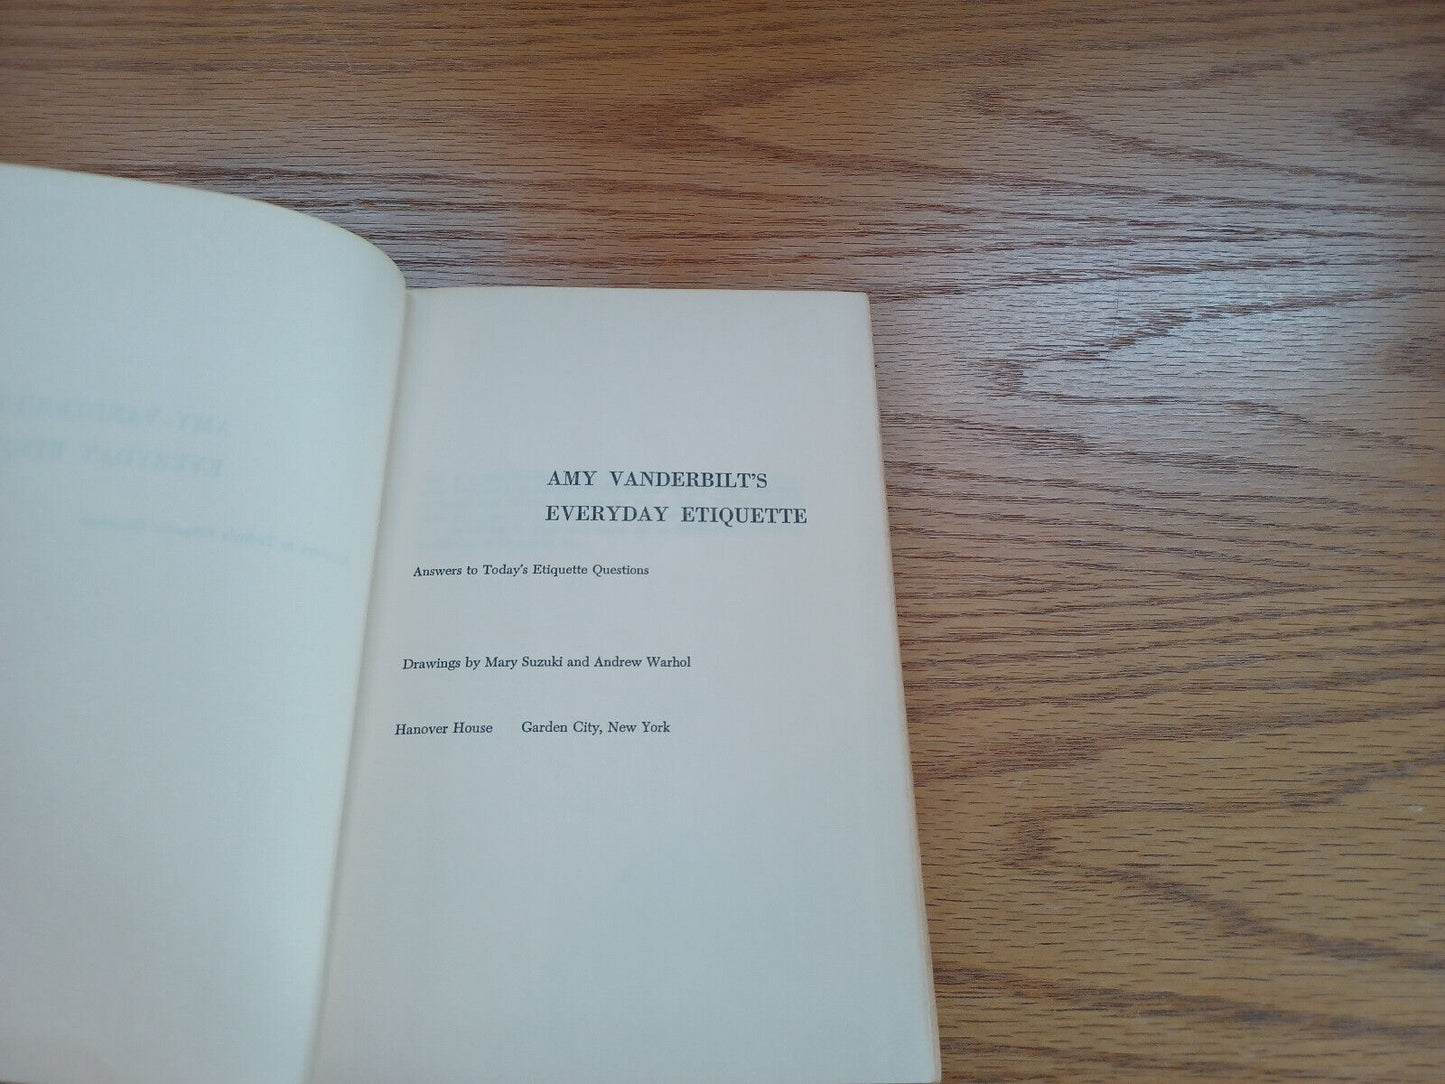 AMY VANDERBILT'S
EVERYDAY ETIQUETTE
Answers to Today's Etiquette Questions
Drawings by Mary Suzuki and Andrew Warhol
Hanover House Garden City, New York